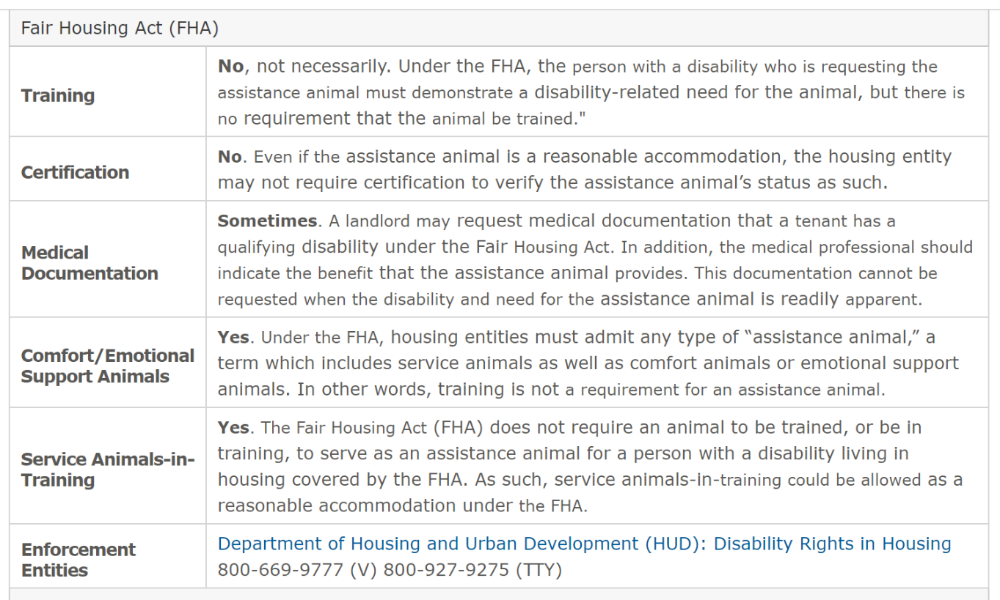 Fair Housing Act (FHA)
Training
No, not necessarily. Under the FHA, the person with a disability who is requesting the
assistance animal must demonstrate a disability-related need for the animal, but there is
no requirement that the animal be trained."
Certification
No. Even if the assistance animal is a reasonable accommodation, the housing entity
may not require certification to verify the assistance animal’s status as such.
Medical
Documentation
Sometimes. A landlord may request medical documentation that a tenant has a
qualifying disability under the Fair Housing Act. In addition, the medical professional should
indicate the benefit that the assistance animal provides. This documentation cannot be
requested when the disability and need for the assistance animal is readily apparent.
Comfort/Emotional
Support Animals
Yes. Under the FHA, housing entities must admit any type of “assistance animal,” a
term which includes service animals as well as comfort animals or emotional support
animals. In other words, training is not a requirement for an assistance animal.
Service Animals-in-
Training
Yes. The Fair Housing Act (FHA) does not require an animal to be trained, or be in
training, to serve as an assistance animal for a person with a disability living in
housing covered by the FHA. As such, service animals-in-training could be allowed as a
reasonable accommodation under the FHA.
Enforcement
Entities
Department of Housing and Urban Development (HUD): Disability Rights in Housing
800-669-9777 (V) 800-927-9275 (TTY)